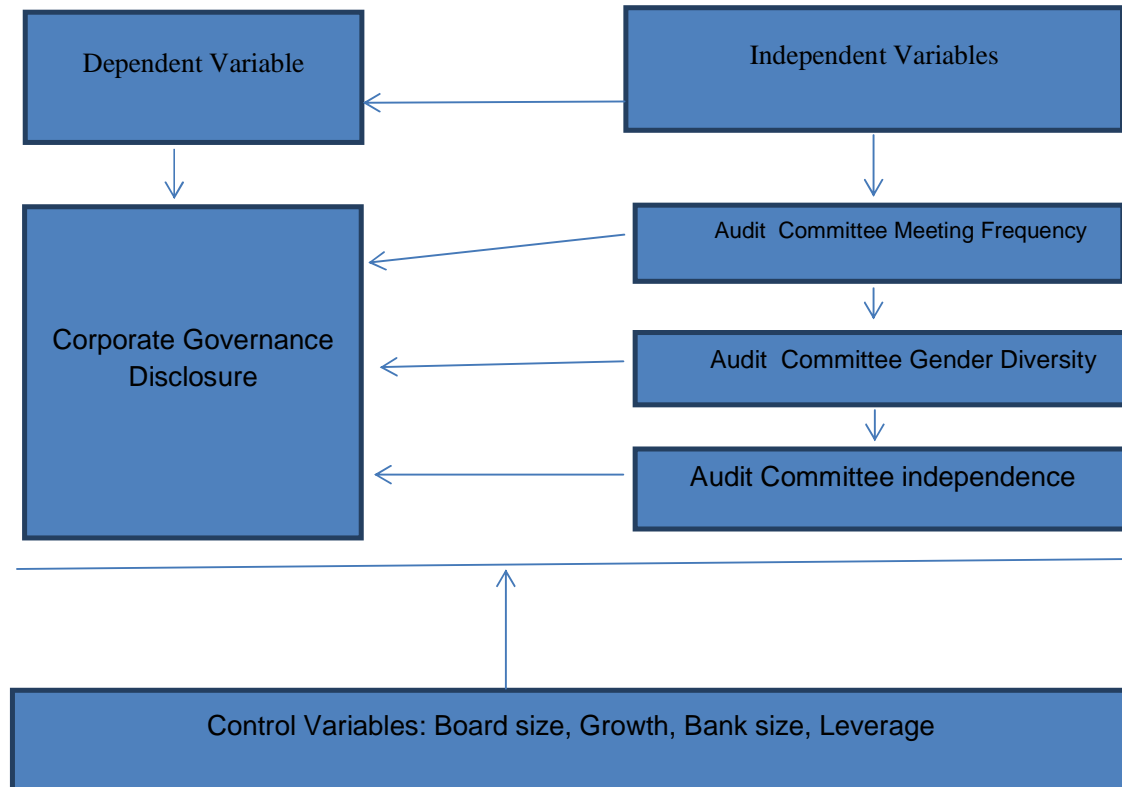 Dependent Variable
Independent Variables
Audit  Committee Meeting Frequency
Corporate Governance
Disclosure
Audit  Committee Gender Diversity
Audit Committee independence
Control Variables: Board size, Growth, Bank size, Leverage